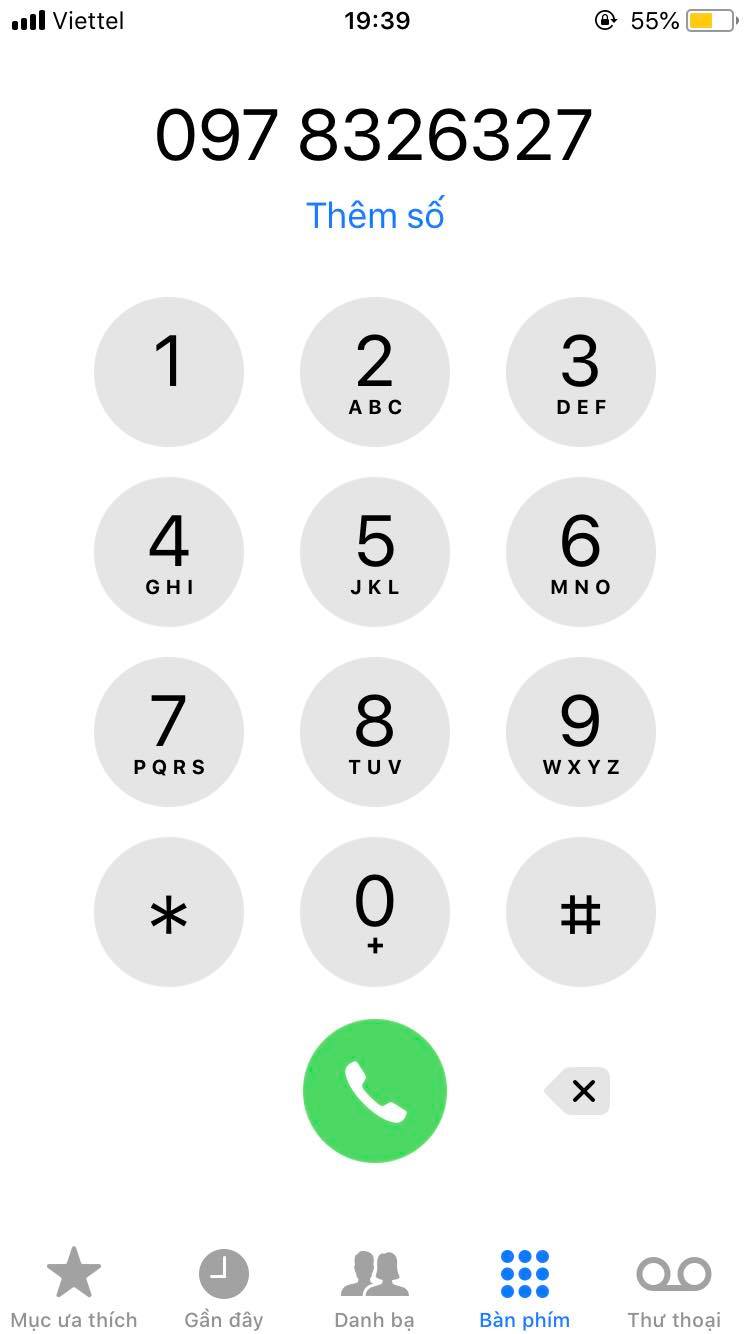 Viettel 19:39 55%
097 8326327
Thêm số
1 2 3
ABC DEF
4 5 6
GHI JKL MNO
7 8 9
PQRS TUV WXYZ
* 0 #
+
Mục ưa thích Gần đây Danh bạ Bàn phím Thư thoại